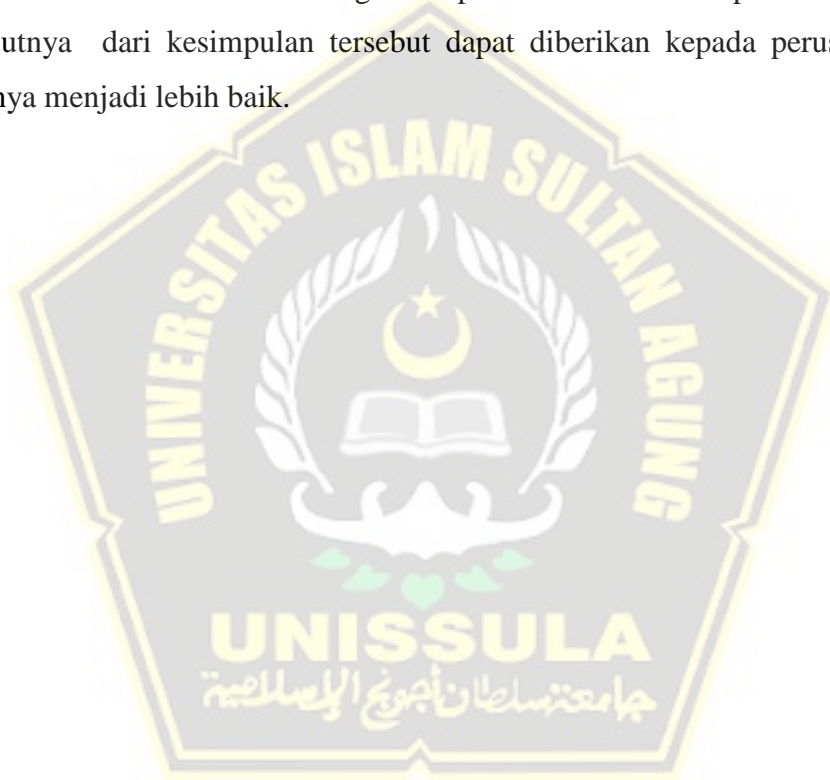 utnya dari kesimpulan tersebut dapat diberikan kepada perus
nya menjadi lebih baik.
UNIVERSITAS ISLAM SULTAN AGUNG
UNISSULA
جامعة سلطان أجونج الإسلامية